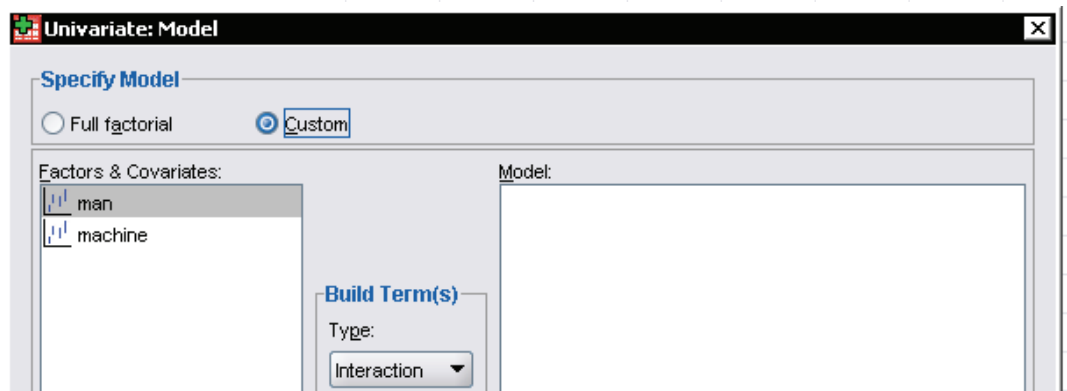 Univariate: Model
Specify Model
Full factorial
Custom
Factors & Covariates:
Model:
man
machine
Build Term(s)
Type:
Interaction